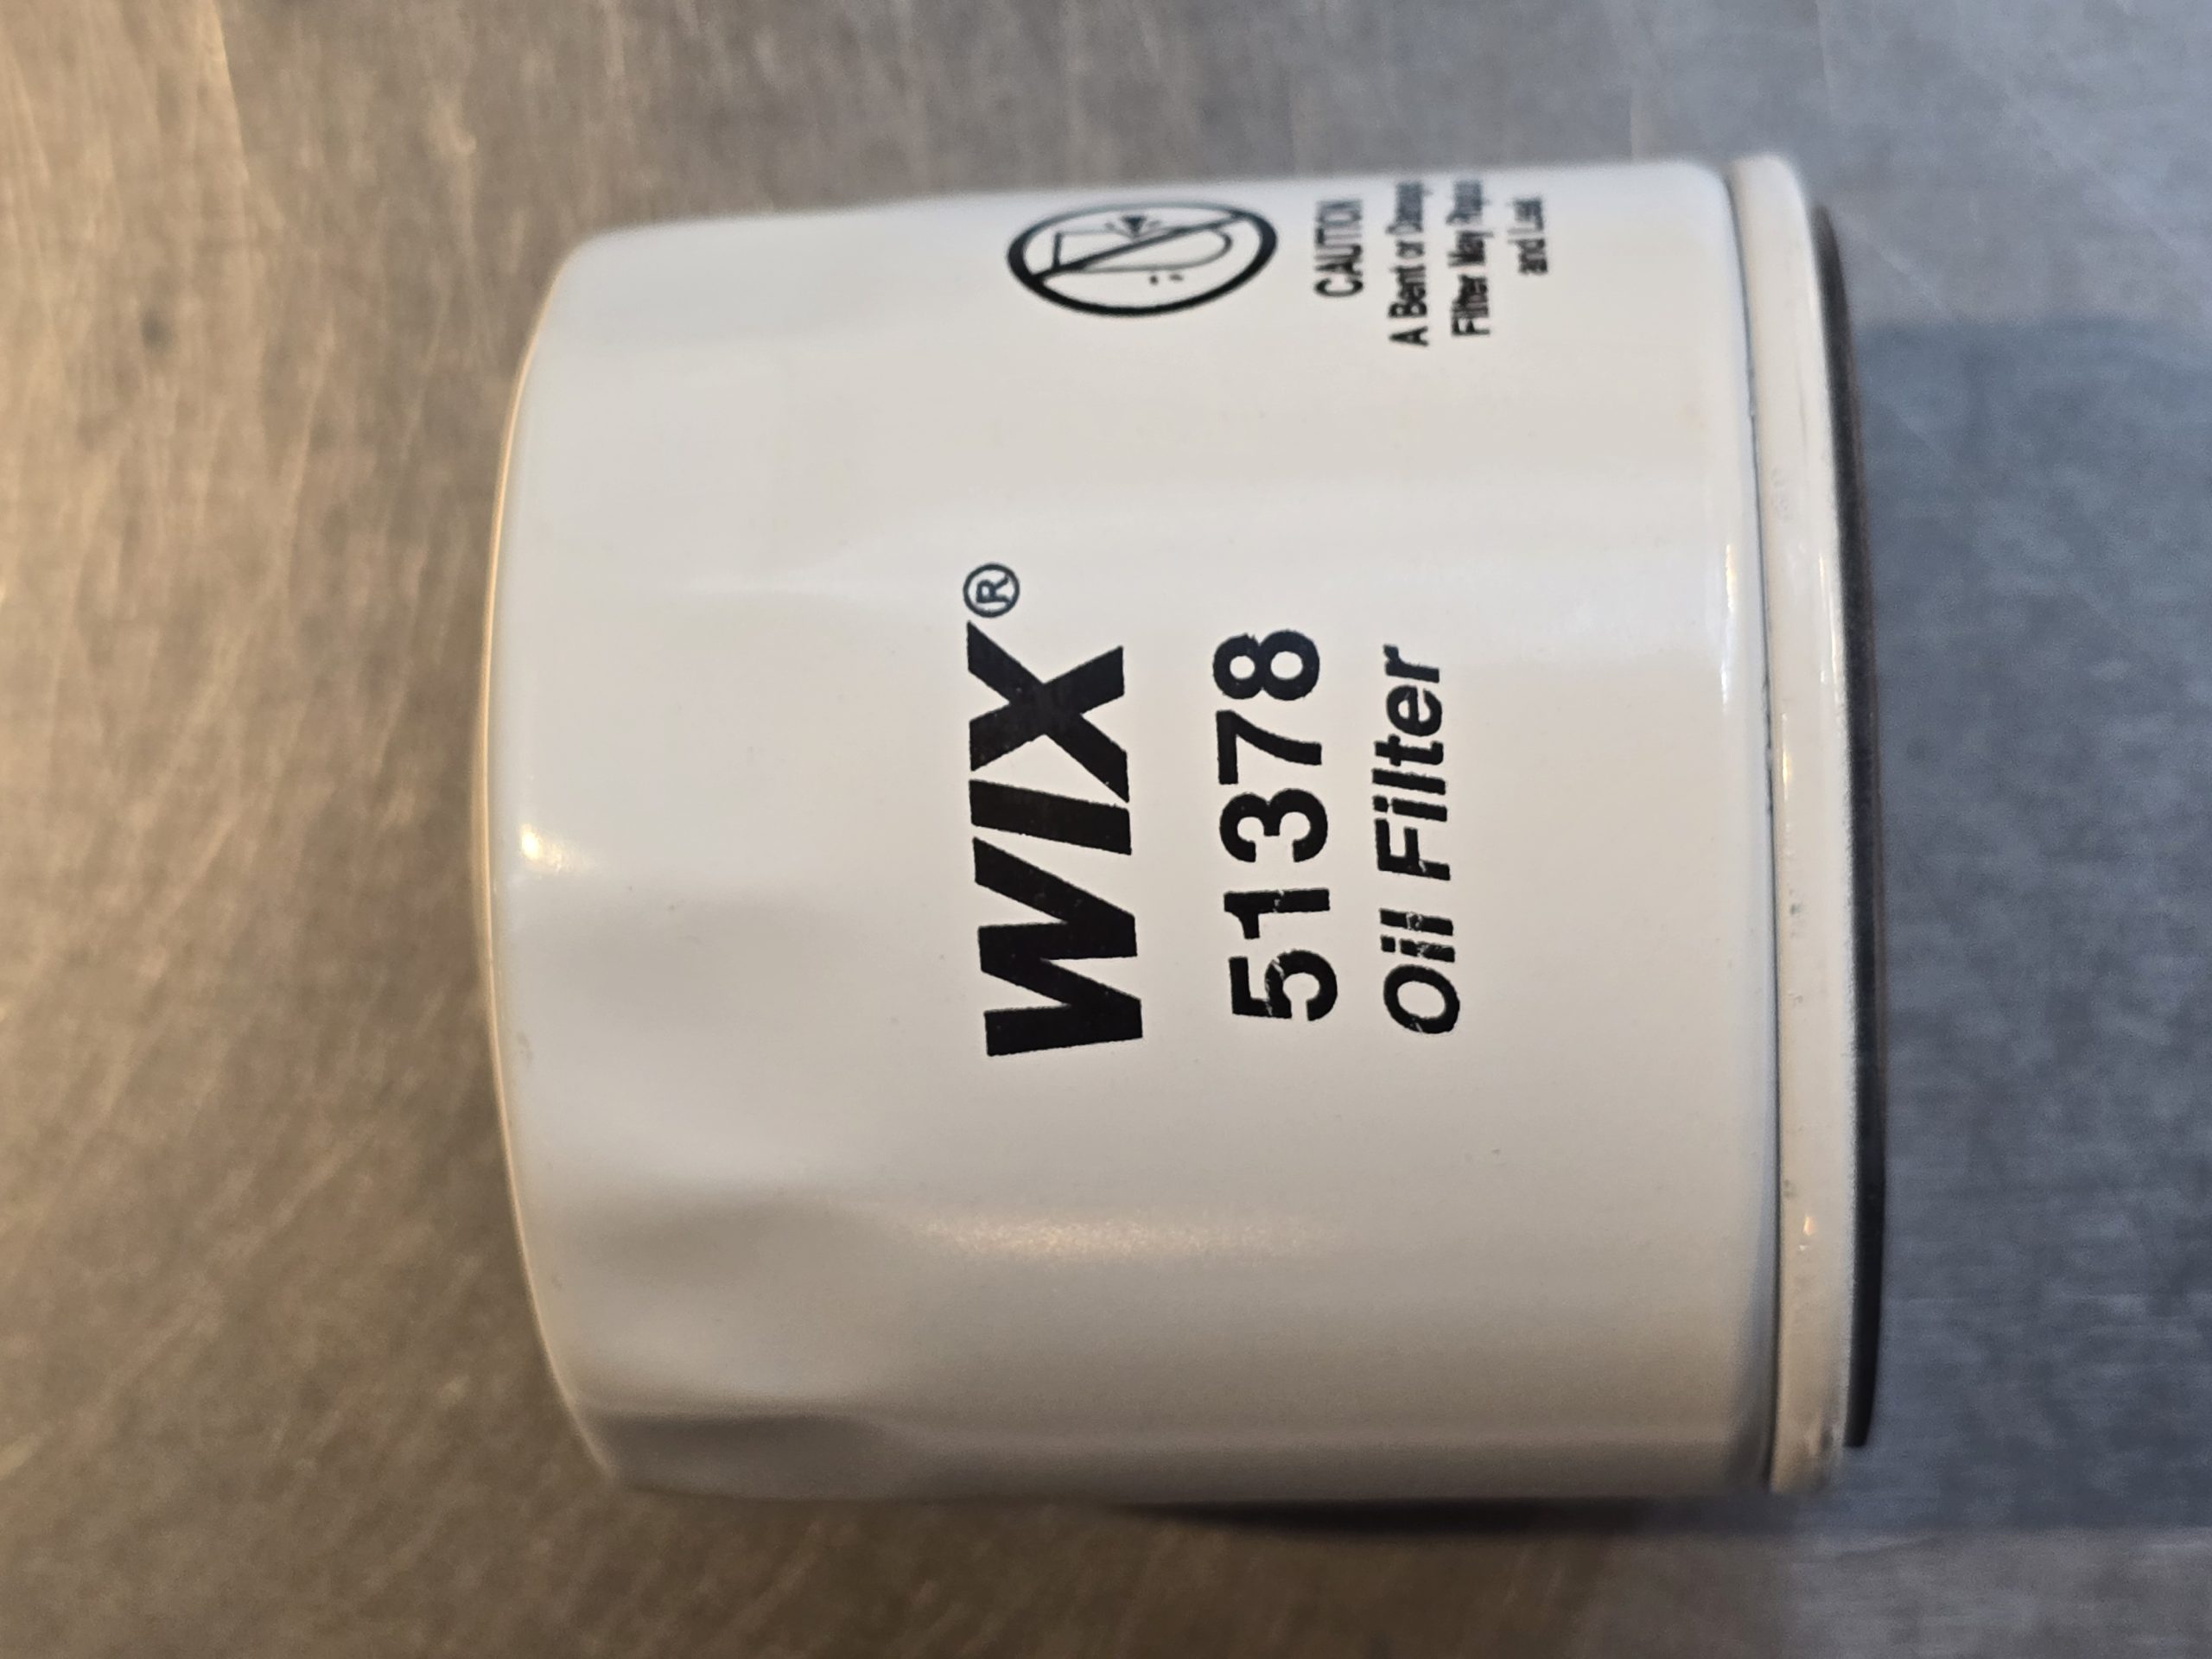 WIX®
51378
Oil Filter
CAUTION
A Bent or
Filter May
and Leak